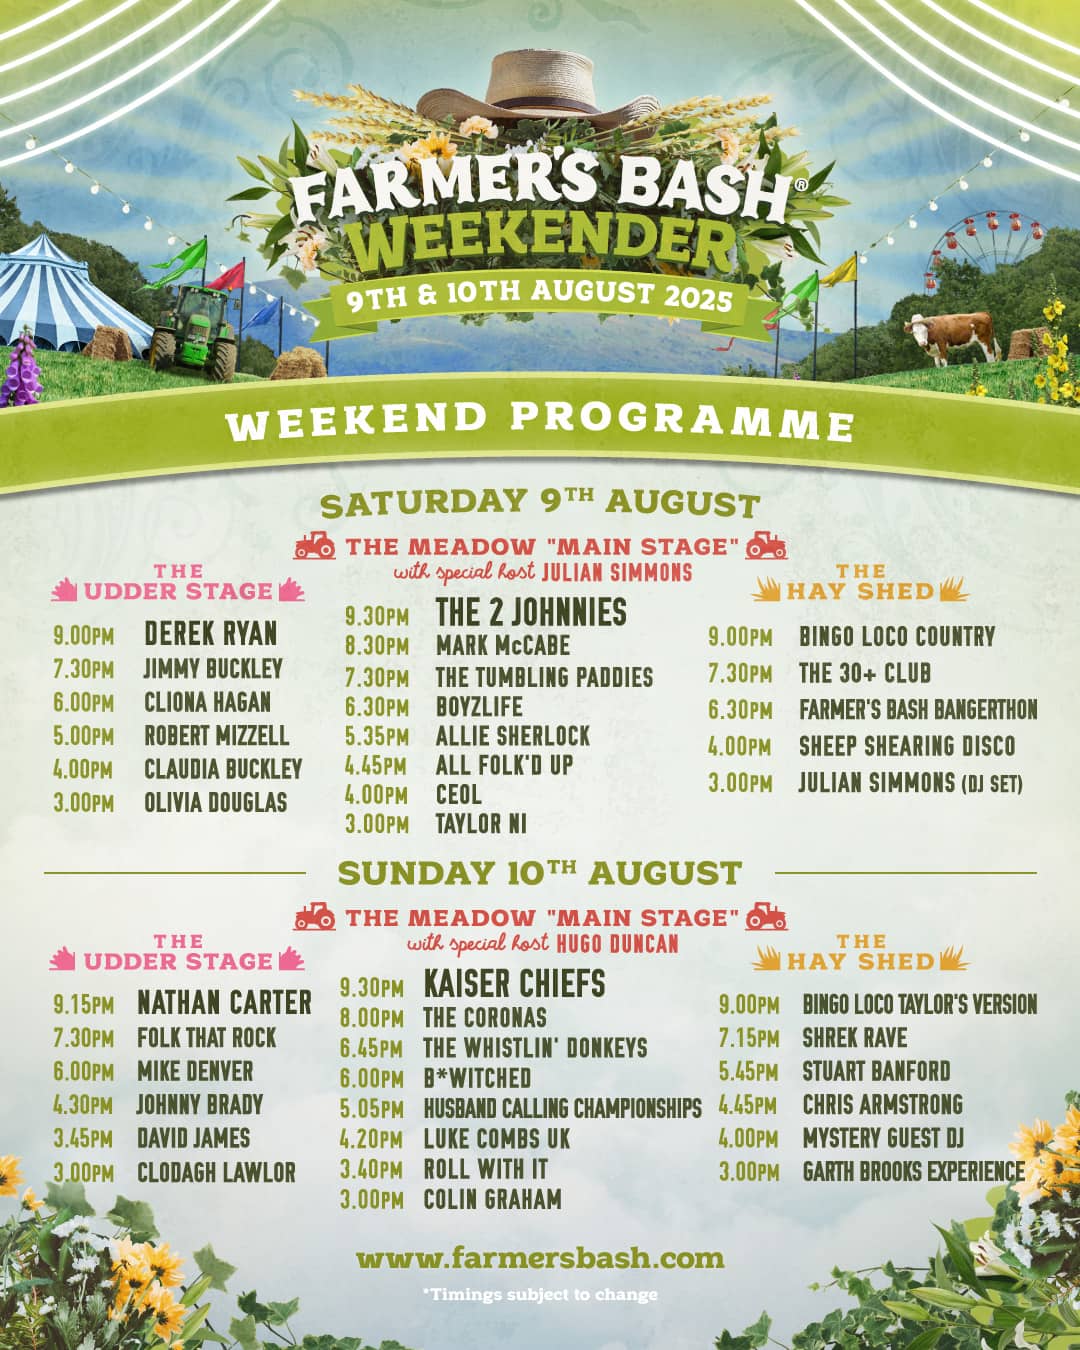 FARMER'S BASH®
WEEKENDER
9TH & 10TH AUGUST 2025
WEEKEND PROGRAMME
SATURDAY 9TH AUGUST
THE
UDDER STAGE
9.00PM DEREK RYAN
7.30PM JIMMY BUCKLEY
6.00PM CLIONA HAGAN
5.00PM ROBERT MIZZELL
4.00PM CLAUDIA BUCKLEY
3.00PM OLIVIA DOUGLAS
THE MEADOW "MAIN STAGE"
with special host JULIAN SIMMONS
9.30PM THE 2 JOHNNIES
8.30PM MARK McCABE
7.30PM THE TUMBLING PADDIES
6.30PM BOYZLIFE
5.35PM ALLIE SHERLOCK
4.45PM ALL FOLK'D UP
4.00PM CEOL
3.00PM TAYLOR NI
THE
HAY SHED
9.00PM BINGO LOCO COUNTRY
7.30PM THE 30+ CLUB
6.30PM FARMER'S BASH BANGERTHON
4.00PM SHEEP SHEARING DISCO
3.00PM JULIAN SIMMONS (DJ SET)
SUNDAY 10TH AUGUST
THE
UDDER STAGE
9.15PM NATHAN CARTER
7.30PM FOLK THAT ROCK
6.00PM MIKE DENVER
4.30PM JOHNNY BRADY
3.45PM DAVID JAMES
3.00PM CLODAGH LAWLOR
THE MEADOW "MAIN STAGE"
with special host HUGO DUNCAN
9.30PM KAISER CHIEFS
8.00PM THE CORONAS
6.45PM THE WHISTLIN' DONKEYS
6.00PM B*WITCHED
5.05PM HUSBAND CALLING CHAMPIONSHIPS
4.20PM LUKE COMBS UK
3.40PM ROLL WITH IT
3.00PM COLIN GRAHAM
THE
HAY SHED
9.00PM BINGO LOCO TAYLOR'S VERSION
7.15PM SHREK RAVE
5.45PM STUART BANFORD
4.45PM CHRIS ARMSTRONG
4.00PM MYSTERY GUEST DJ
3.00PM GARTH BROOKS EXPERIENCE
www.farmersbash.com
*Timings subject to change